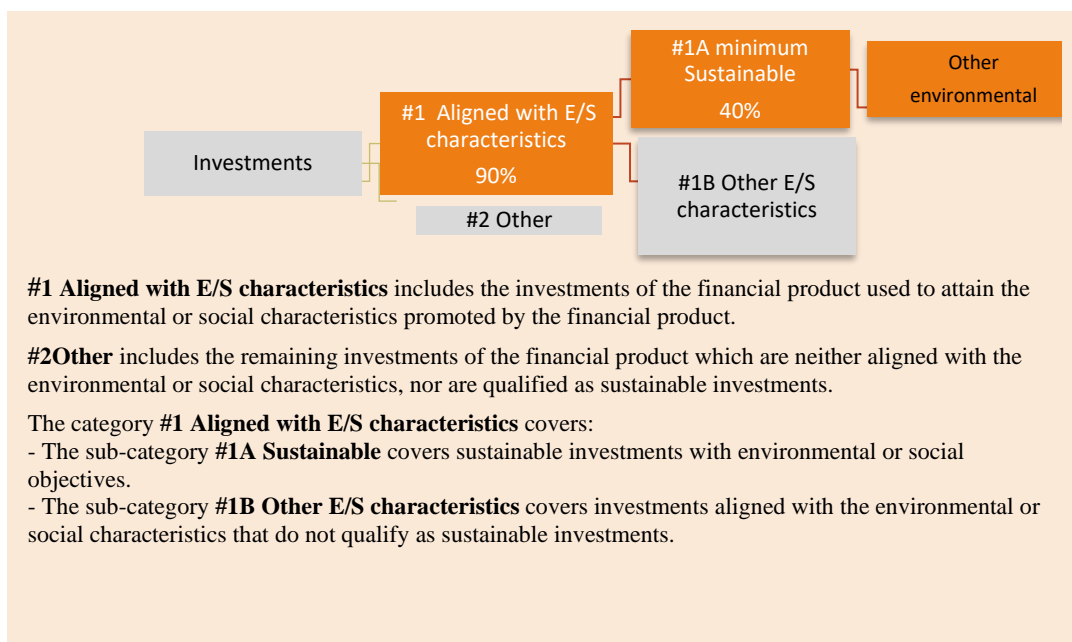 #1A minimum
Sustainable
40%
Other
environmental
#1 Aligned with E/S
characteristics
90%
Investments
#1B Other E/S
characteristics
#2 Other
#1 Aligned with E/S characteristics includes the investments of the financial product used to attain the
environmental or social characteristics promoted by the financial product.
#2Other includes the remaining investments of the financial product which are neither aligned with the
environmental or social characteristics, nor are qualified as sustainable investments.
The category #1 Aligned with E/S characteristics covers:
- The sub-category #1A Sustainable covers sustainable investments with environmental or social
objectives.
- The sub-category #1B Other E/S characteristics covers investments aligned with the environmental or
social characteristics that do not qualify as sustainable investments.